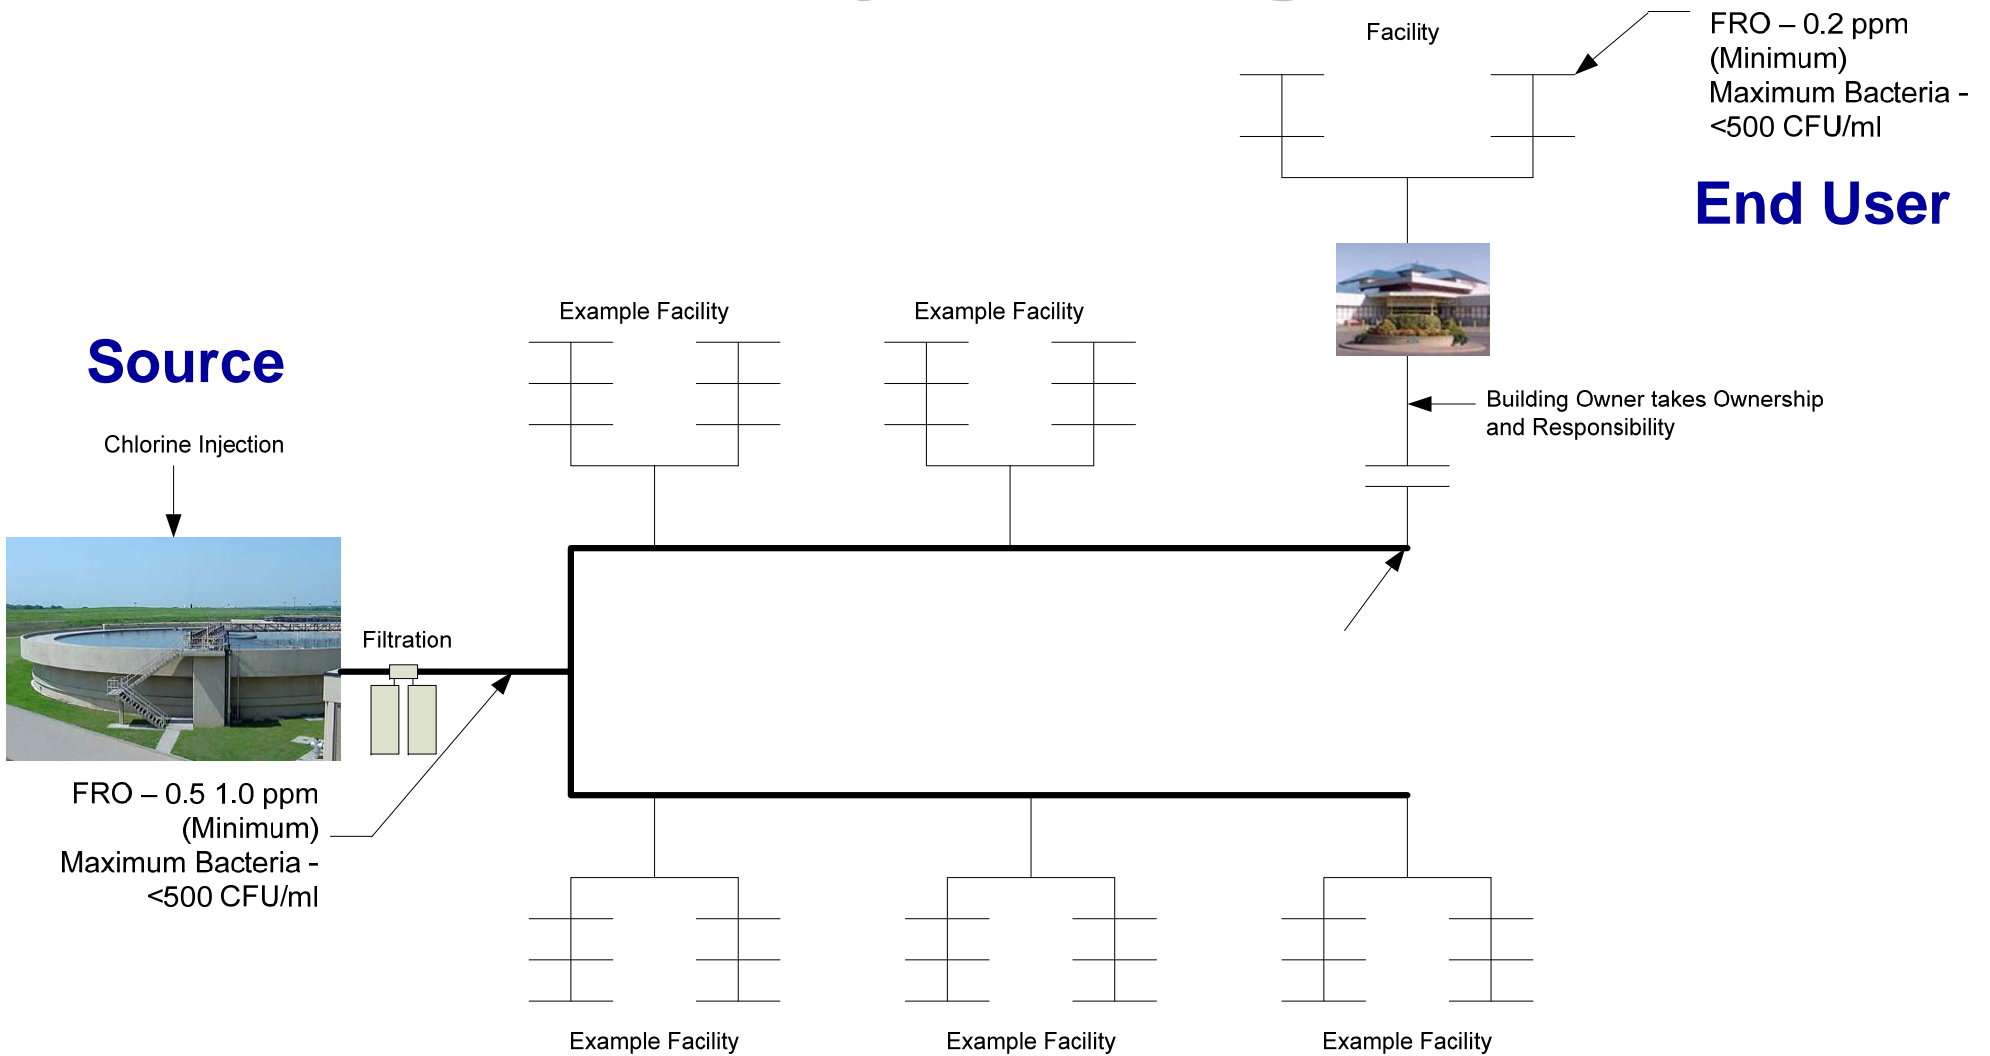 Facility
FRO – 0.2 ppm
(Minimum)
Maximum Bacteria -
<500 CFU/ml
End User
Example Facility
Example Facility
Source
Building Owner takes Ownership
and Responsibility
Chlorine Injection
Filtration
FRO – 0.5 1.0 ppm
(Minimum)
Maximum Bacteria -
<500 CFU/ml
Example Facility
Example Facility
Example Facility